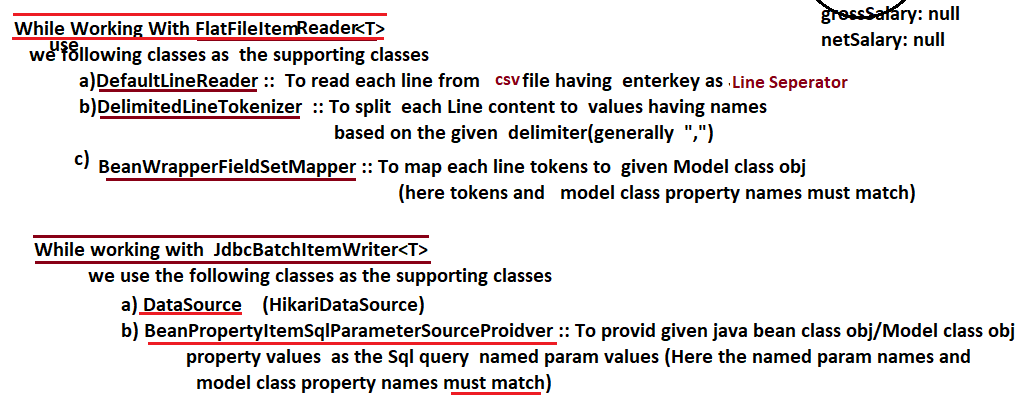 While Working With FlatFileItemReader<T>
we use following classes as the supporting classes
a)DefaultLineReader :: To read each line from csv file having enterkey as Line Seperator
b)DelimitedLineTokenizer :: To split each Line content to values having names
based on the given delimiter(generally ",")
c) BeanWrapperFieldSetMapper :: To map each line tokens to given Model class obj
(here tokens and model class property names must match)
While working with JdbcBatchItemWriter<T>
we use the following classes as the supporting classes
a) DataSource (HikariDataSource)
b) BeanPropertyItemSqlParameterSourceProidver :: To provid given java bean class obj/Model class obj
property values as the Sql query named param values (Here the named param names and
model class property names must match)
grossSalary: null
netSalary: null